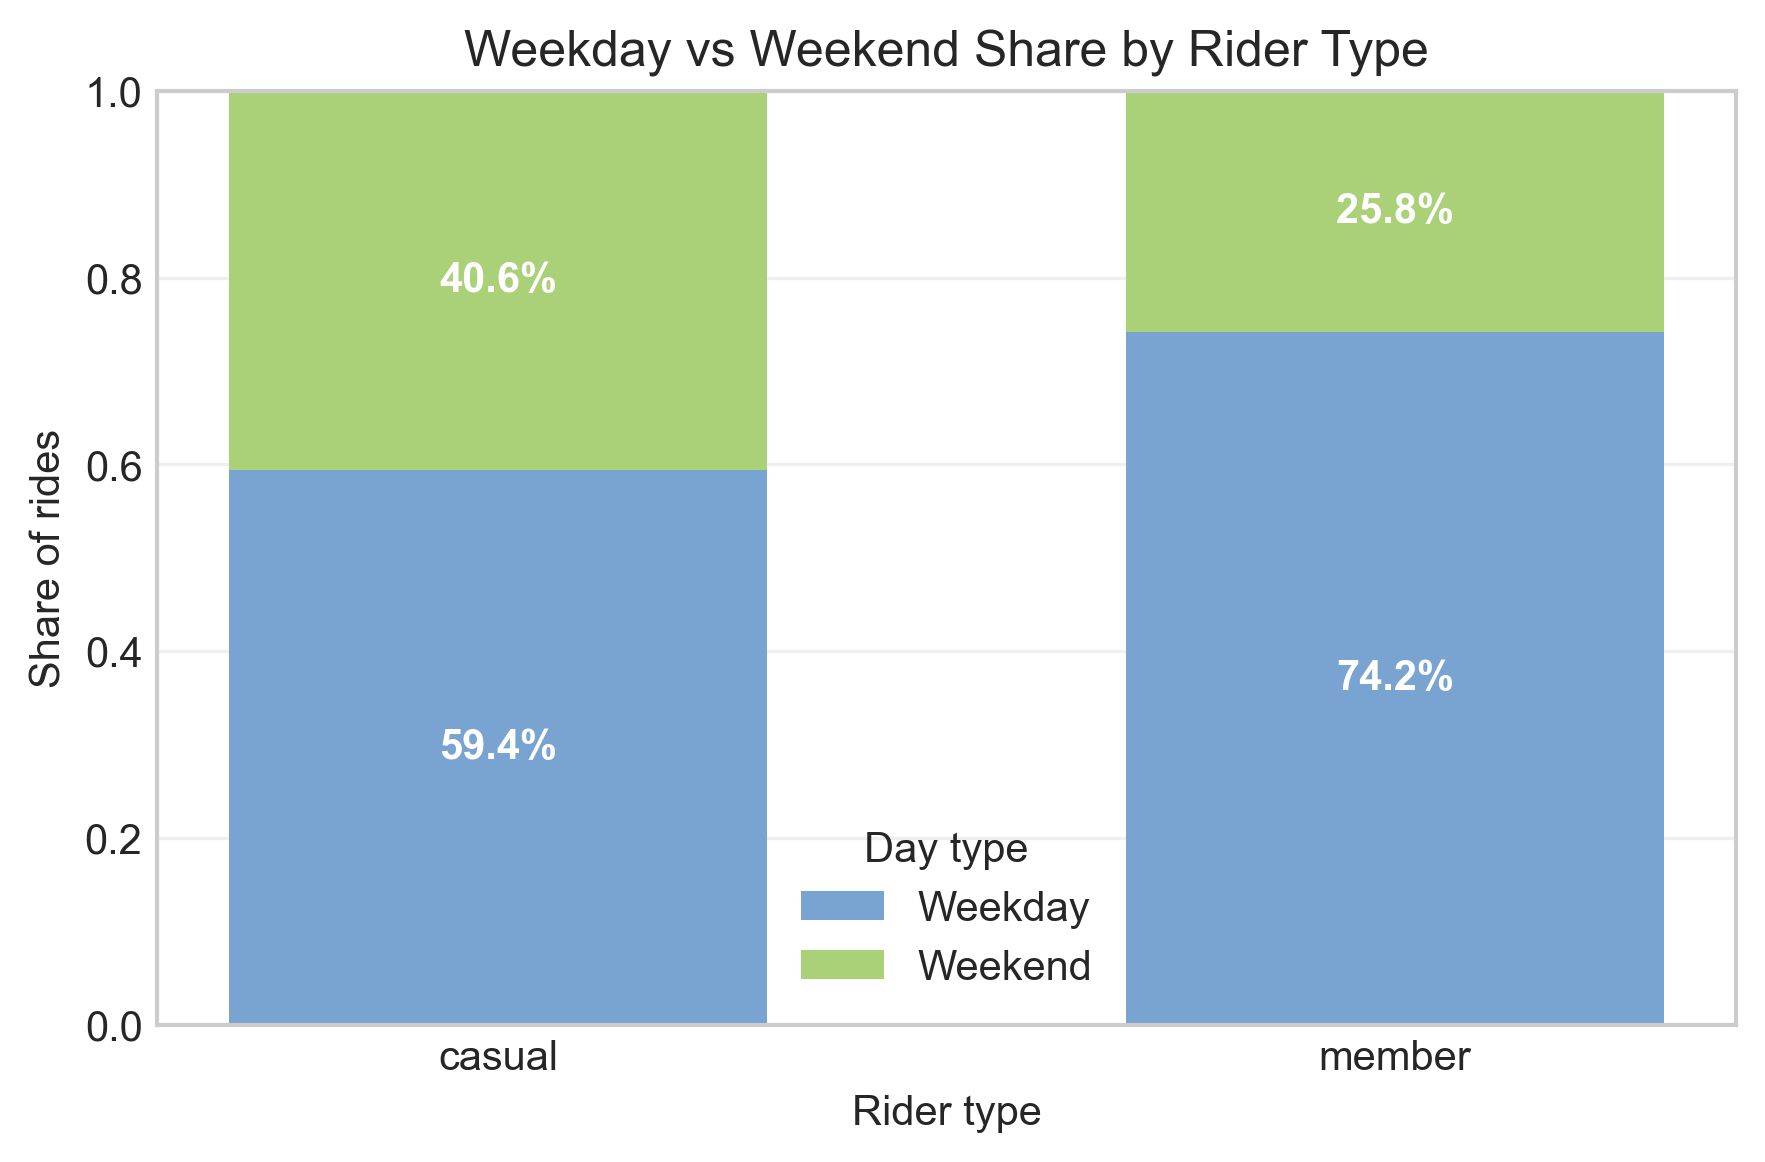 Weekday vs Weekend Share by Rider Type
1.0
0.8
0.6
0.4
0.2
0.0
Share of rides
40.6%
59.4%
25.8%
74.2%
Day type
Weekday
Weekend
casual
member
Rider type